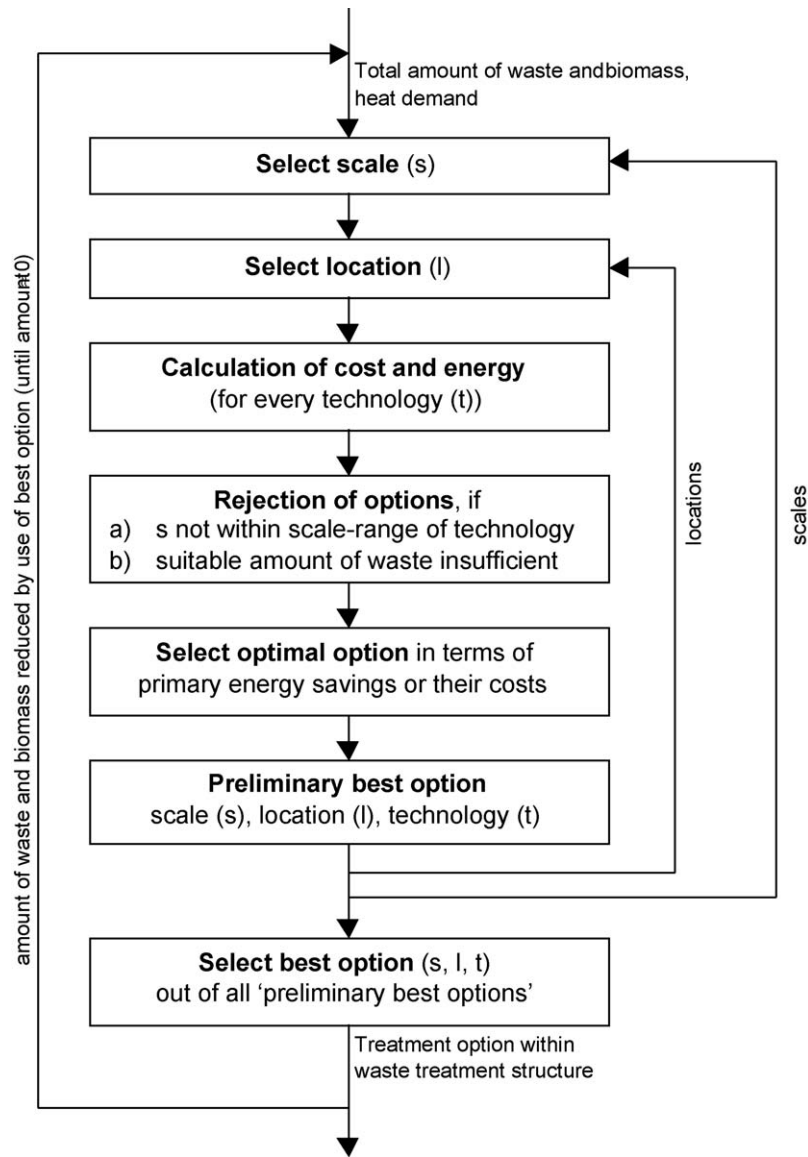 Total amount of waste andbiomass,
heat demand
Select scale (s)
Select location (l)
Calculation of cost and energy
(for every technology (t))
Rejection of options, if
a) s not within scale-range of technology
b) suitable amount of waste insufficient
Select optimal option in terms of
primary energy savings or their costs
Preliminary best option
scale (s), location (l), technology (t)
Select best option (s, l, t)
out of all ‘preliminary best options’
Treatment option within
waste treatment structure
amount of waste and biomass reduced by use of best option (until amount0)
locations
scales